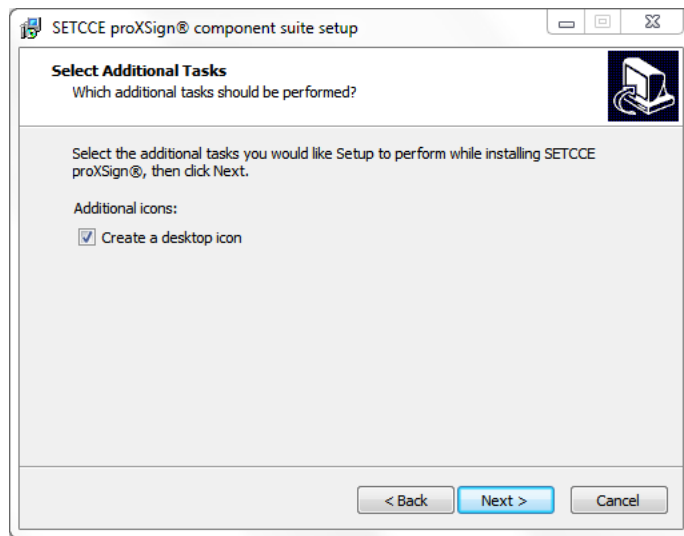 SETCCE proXSign® component suite setup
Select Additional Tasks
Which additional tasks should be performed?
Select the additional tasks you would like Setup to perform while installing SETCCE
proXSign®, then click Next.
Additional icons:
Create a desktop icon
< Back
Next >
Cancel